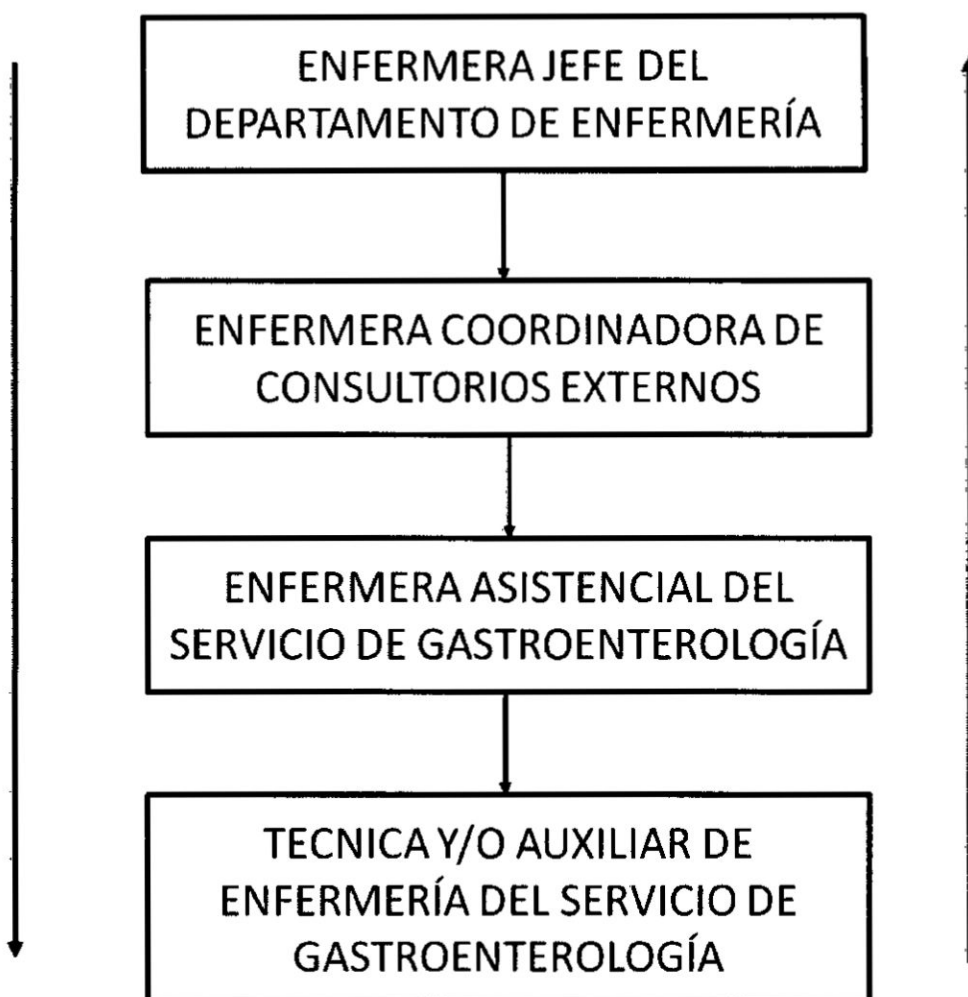 ENFERMERA JEFE DEL
DEPARTAMENTO DE ENFERMERÍA
ENFERMERA COORDINADORA DE
CONSULTORIOS EXTERNOS
ENFERMERA ASISTENCIAL DEL
SERVICIO DE GASTROENTEROLOGÍA
TECNICA Y/O AUXILIAR DE
ENFERMERÍA DEL SERVICIO DE
GASTROENTEROLOGÍA